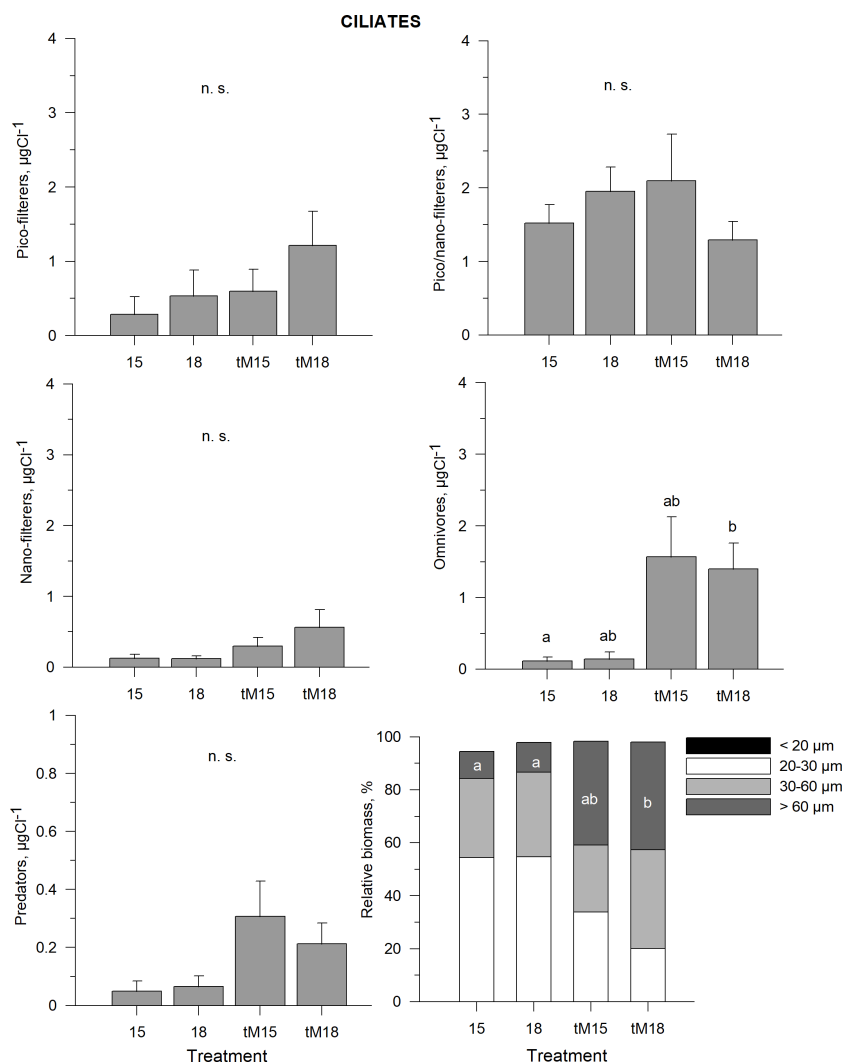 CILIATES
Pico-filterers, µgCl-1
4
3
2
1
0
n. s.
15 18 tM15 tM18
Pico/nano-filterers, µgCl-1
4
3
2
1
0
n. s.
15 18 tM15 tM18
Nano-filterers, µgCl-1
4
3
2
1
0
n. s.
15 18 tM15 tM18
Omnivores, µgCl-1
4
3
2
1
0
a ab ab b
15 18 tM15 tM18
Predators, µgCl-1
1
0.8
0.6
0.4
0.2
0
n. s.
15 18 tM15 tM18
Treatment
Relative biomass, %
100
80
60
40
20
0
a a ab b
15 18 tM15 tM18
Treatment
< 20 µm
20-30 µm
30-60 µm
> 60 µm